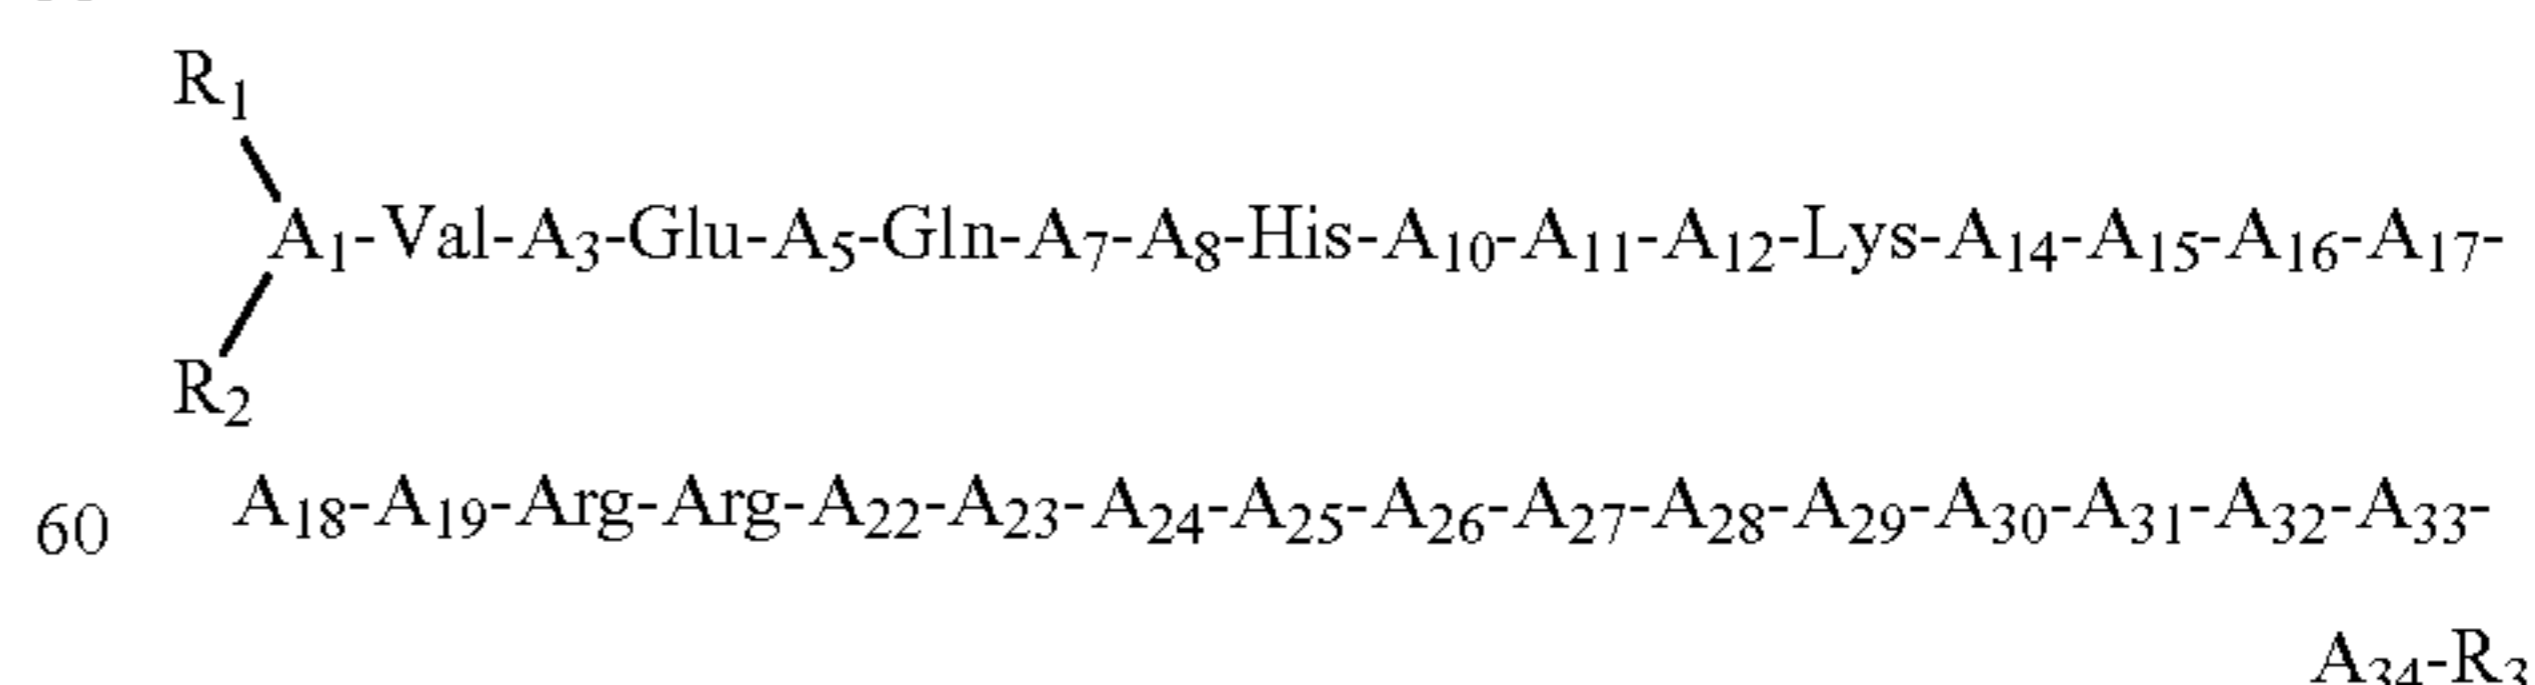 R₁
A₁-Val-A₃-Glu-A₅-Gln-A₇-A₈-His-A₁₀-A₁₁-A₁₂-Lys-A₁₄-A₁₅-A₁₆-A₁₇-
R₂
60 A₁₈-A₁₉-Arg-Arg-A₂₂-A₂₃-A₂₄-A₂₅-A₂₆-A₂₇-A₂₈-A₂₉-A₃₀-A₃₁-A₃₂-A₃₃-
A₃₄-R₃